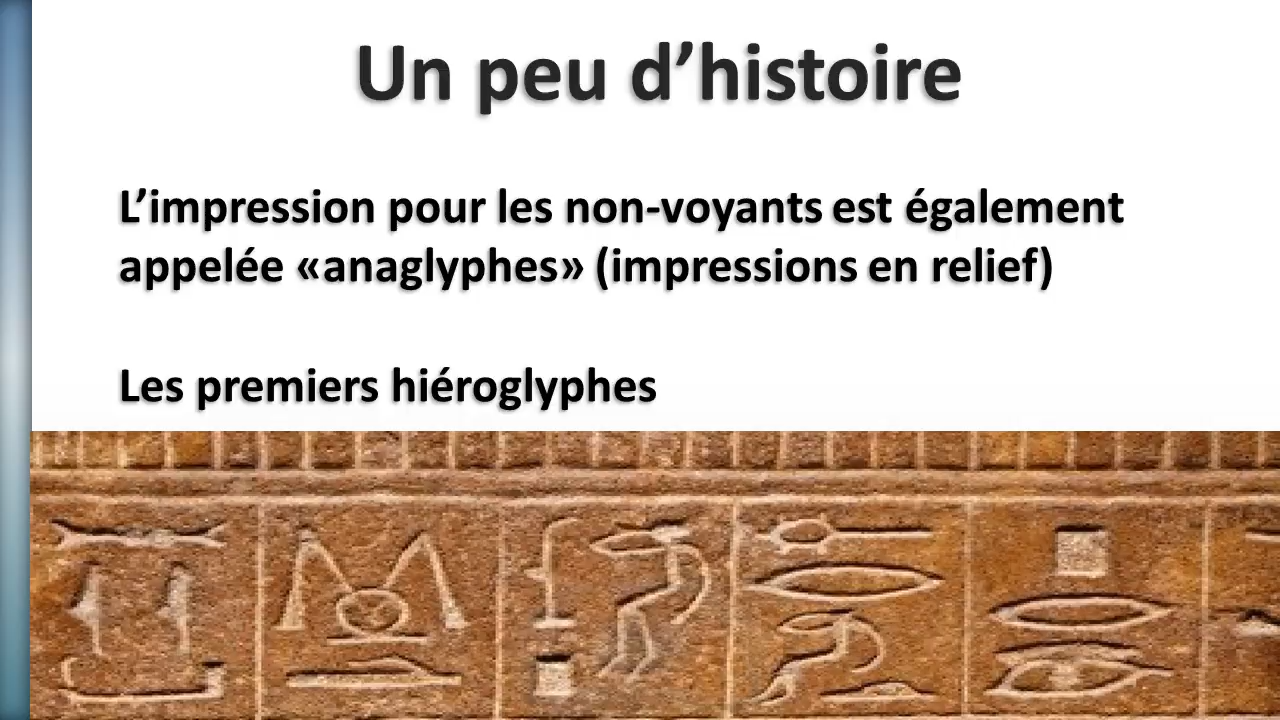 Un peu d’histoire
L’impression pour les non-voyants est également
appelée «anaglyphes» (impressions en relief)
Les premiers hiéroglyphes